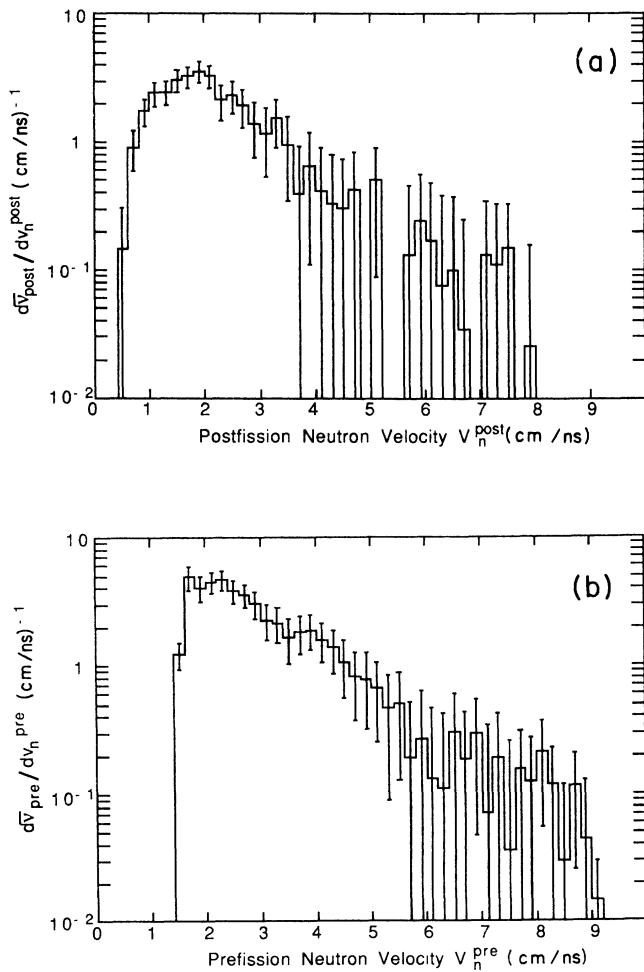 10
(a)
1
10⁻¹
10⁻²
dν̅post/dvₙᵖᵒˢᵗ (cm/ns)⁻¹
0 1 2 3 4 5 6 7 8 9
Postfission Neutron Velocity Vₙᵖᵒˢᵗ(cm /ns)
10
(b)
1
10⁻¹
10⁻²
dν̅pre/dvₙᵖʳᵉ (cm/ns)⁻¹
0 1 2 3 4 5 6 7 8 9
Prefission Neutron Velocity Vₙᵖʳᵉ (cm /ns)